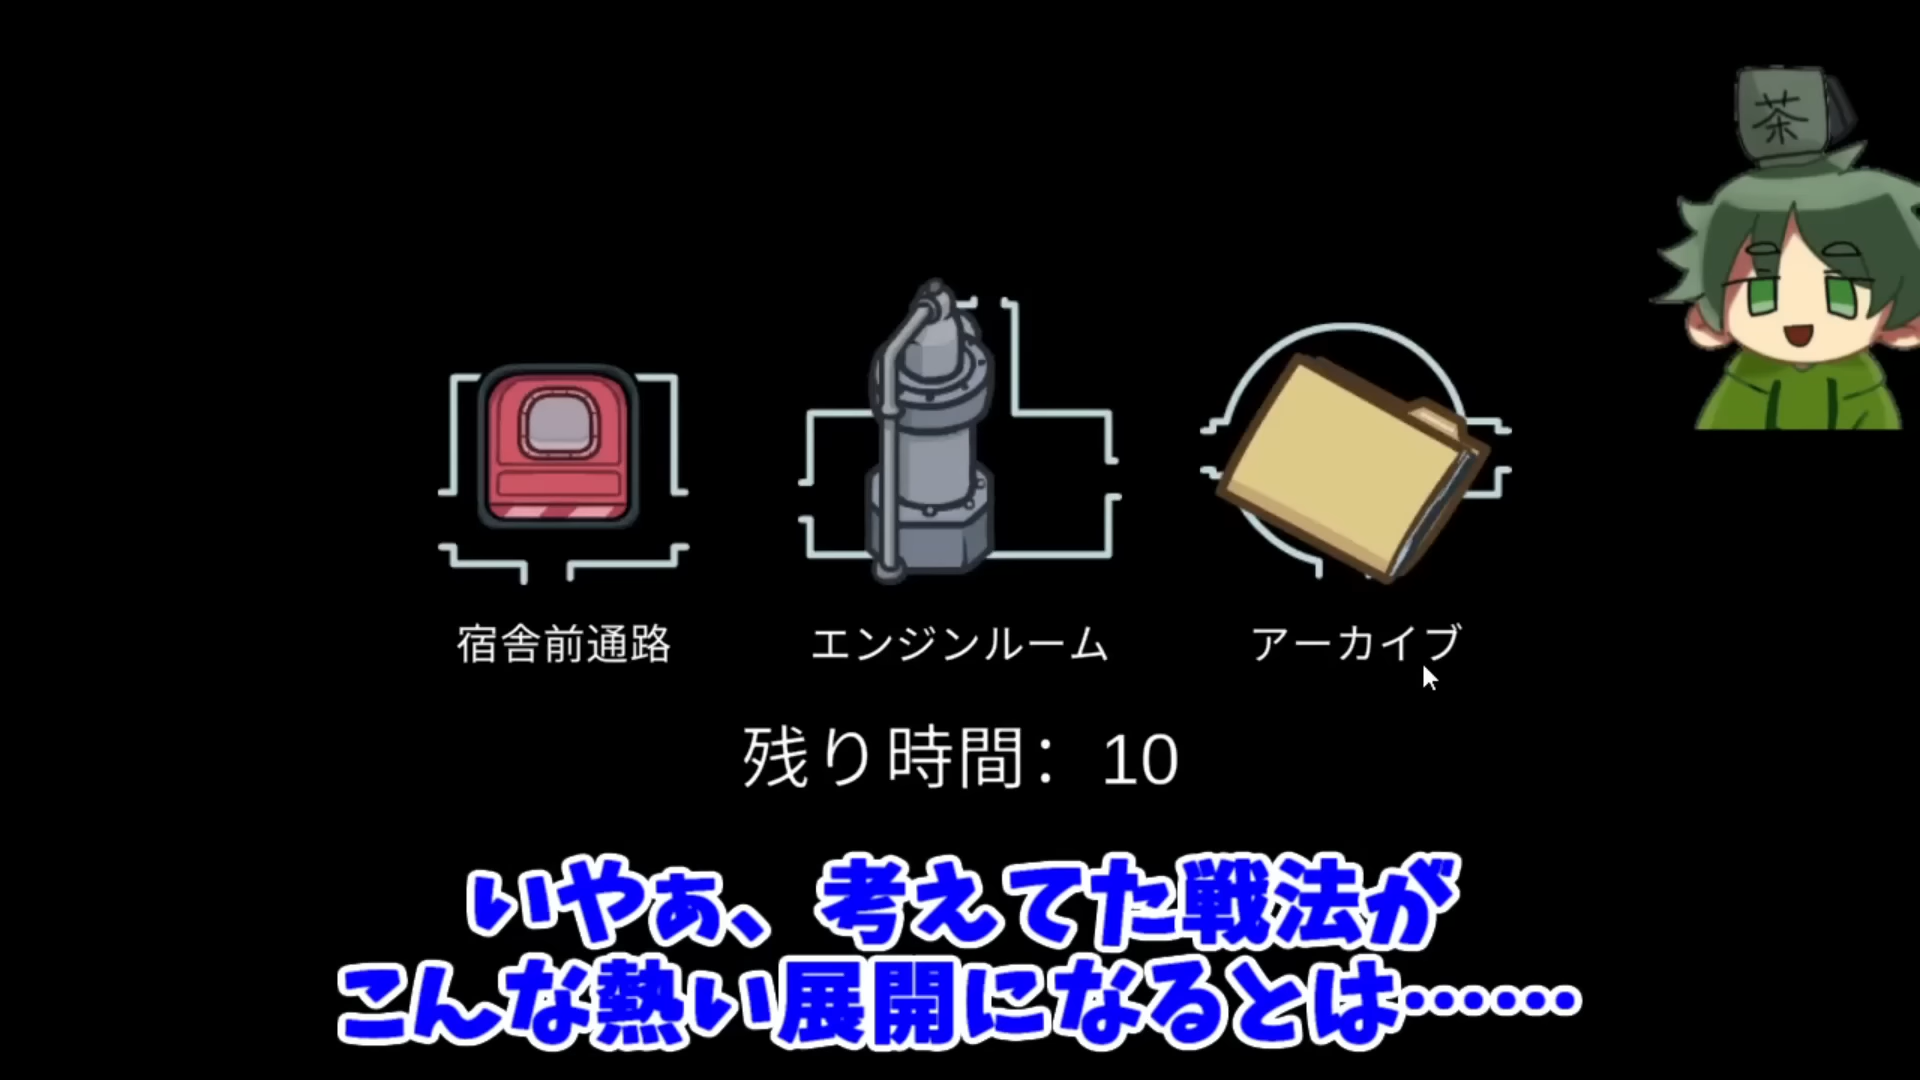 茶
宿舎前通路
エンジンルーム
アーカイブ
残り時間: 10
いやぁ、考えてた戦法が
こんな熱い展開になるとは……